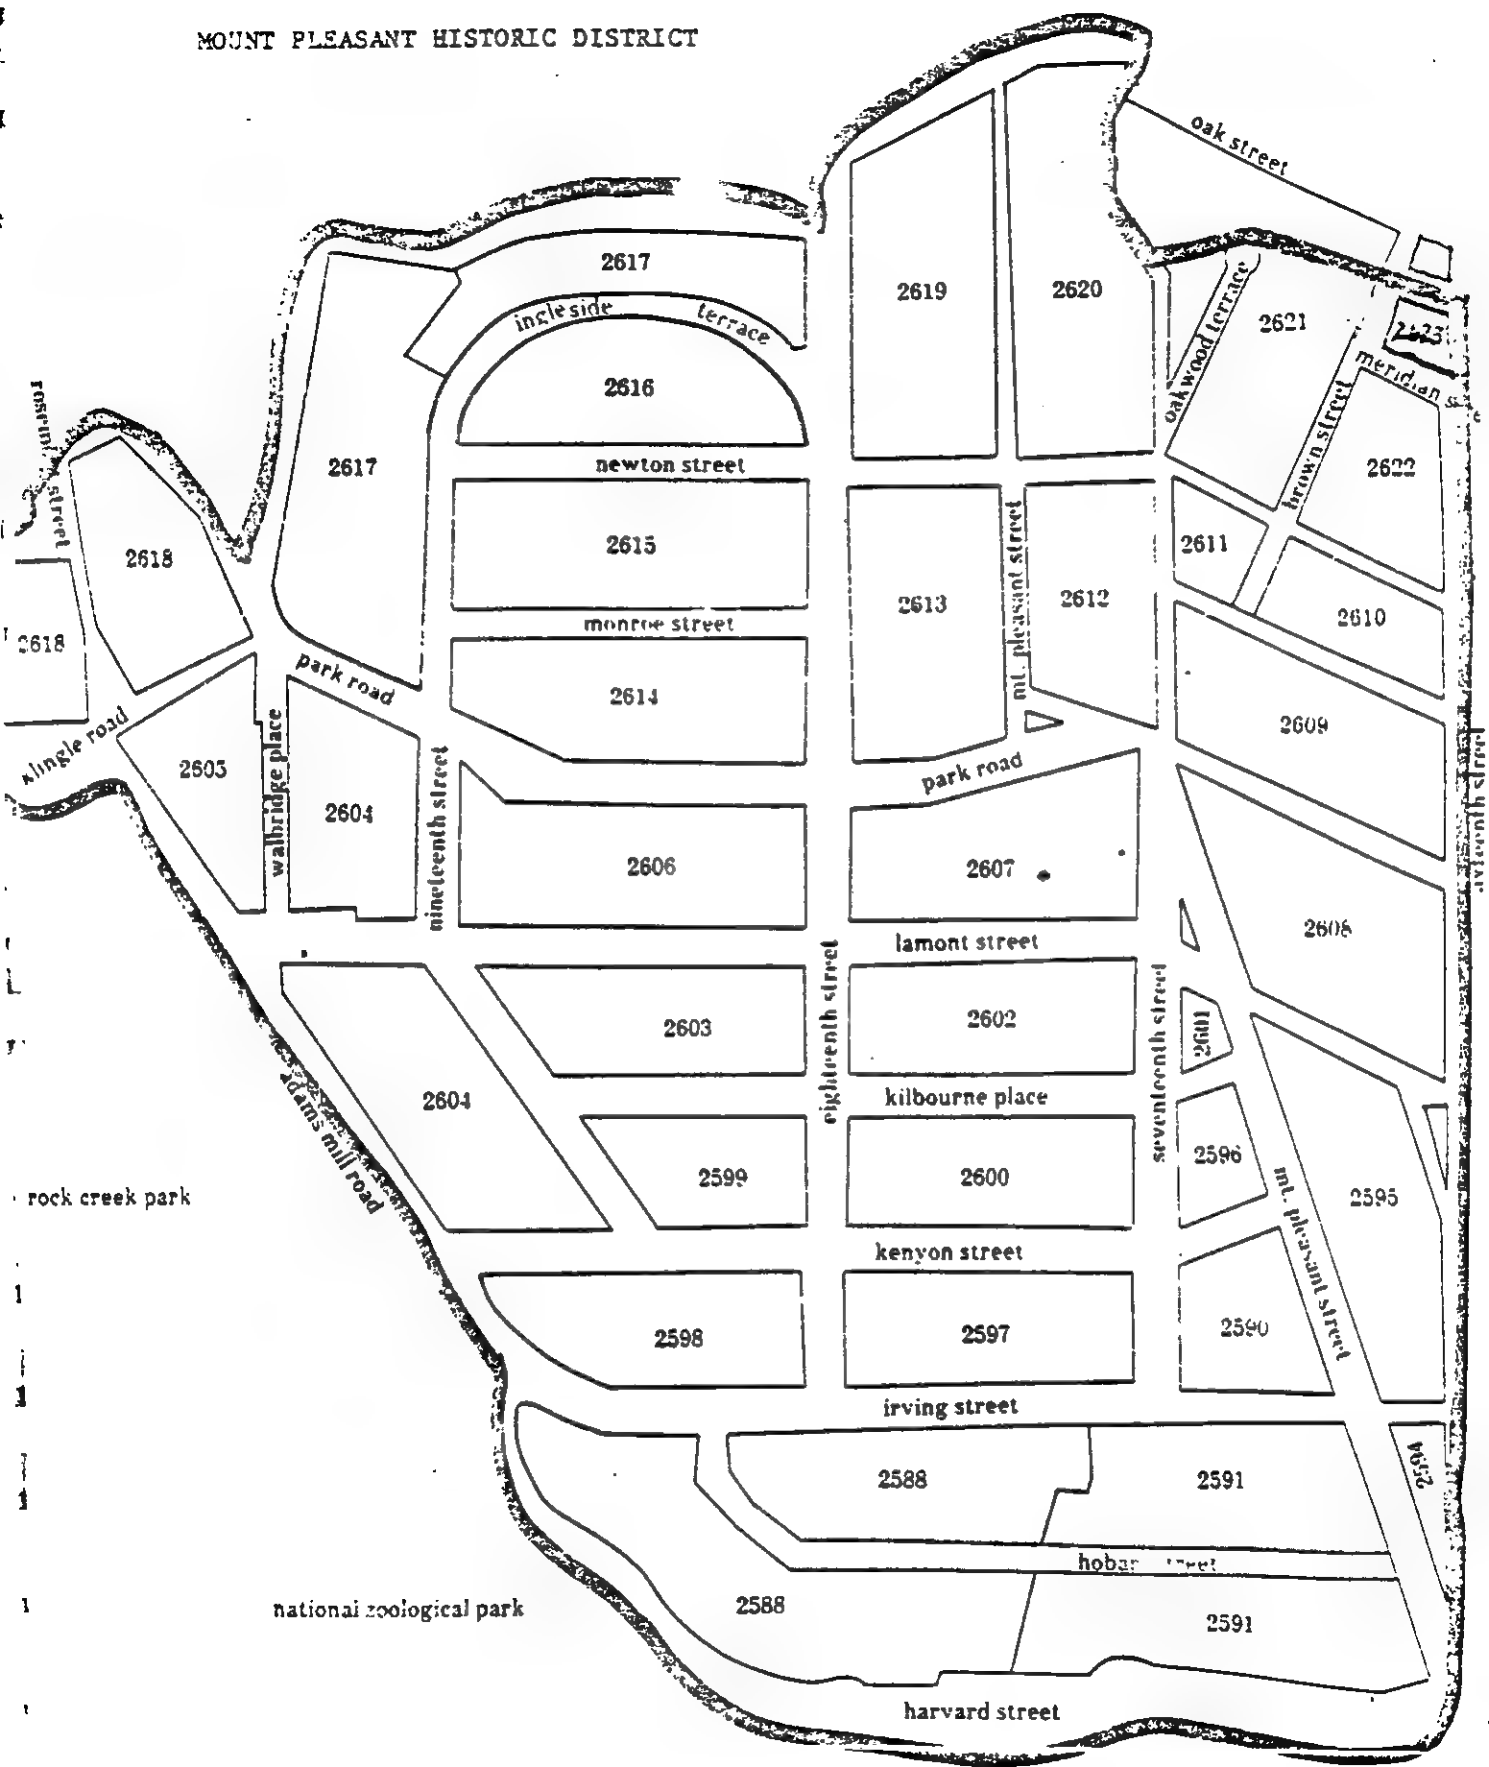 MOUNT PLEASANT HISTORIC DISTRICT
oak street
2617
2619
2620
ingleside terrace
oakwood terrace
2621
2623
meridian
2616
brown street
2622
newton street
2617
street
2618
2615
2611
mt. pleasant street
2613
2612
2610
monroe street
2618
park road
2614
2609
klingle road
2605
walbridge place
2604
nineteenth street
park road
2606
2607
2608
lamont street
eighteenth street
seventeenth street
2603
2602
2601
adams mill road
2604
kilbourne place
2599
2600
2596
2595
mt. pleasant street
rock creek park
kenyon street
2598
2597
2590
irving street
2588
2591
2594
national zoological park
2588
2591
harvard street